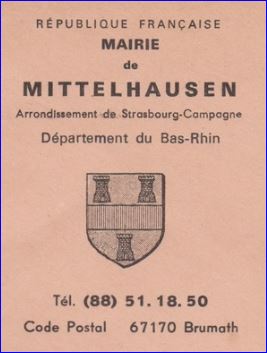 RÉPUBLIQUE FRANÇAISE
MAIRIE
de
MITTELHAUSEN
Arrondissement de Strasbourg-Campagne
Département du Bas-Rhin
Tél. (88) 51.18.50
Code Postal 67170 Brumath